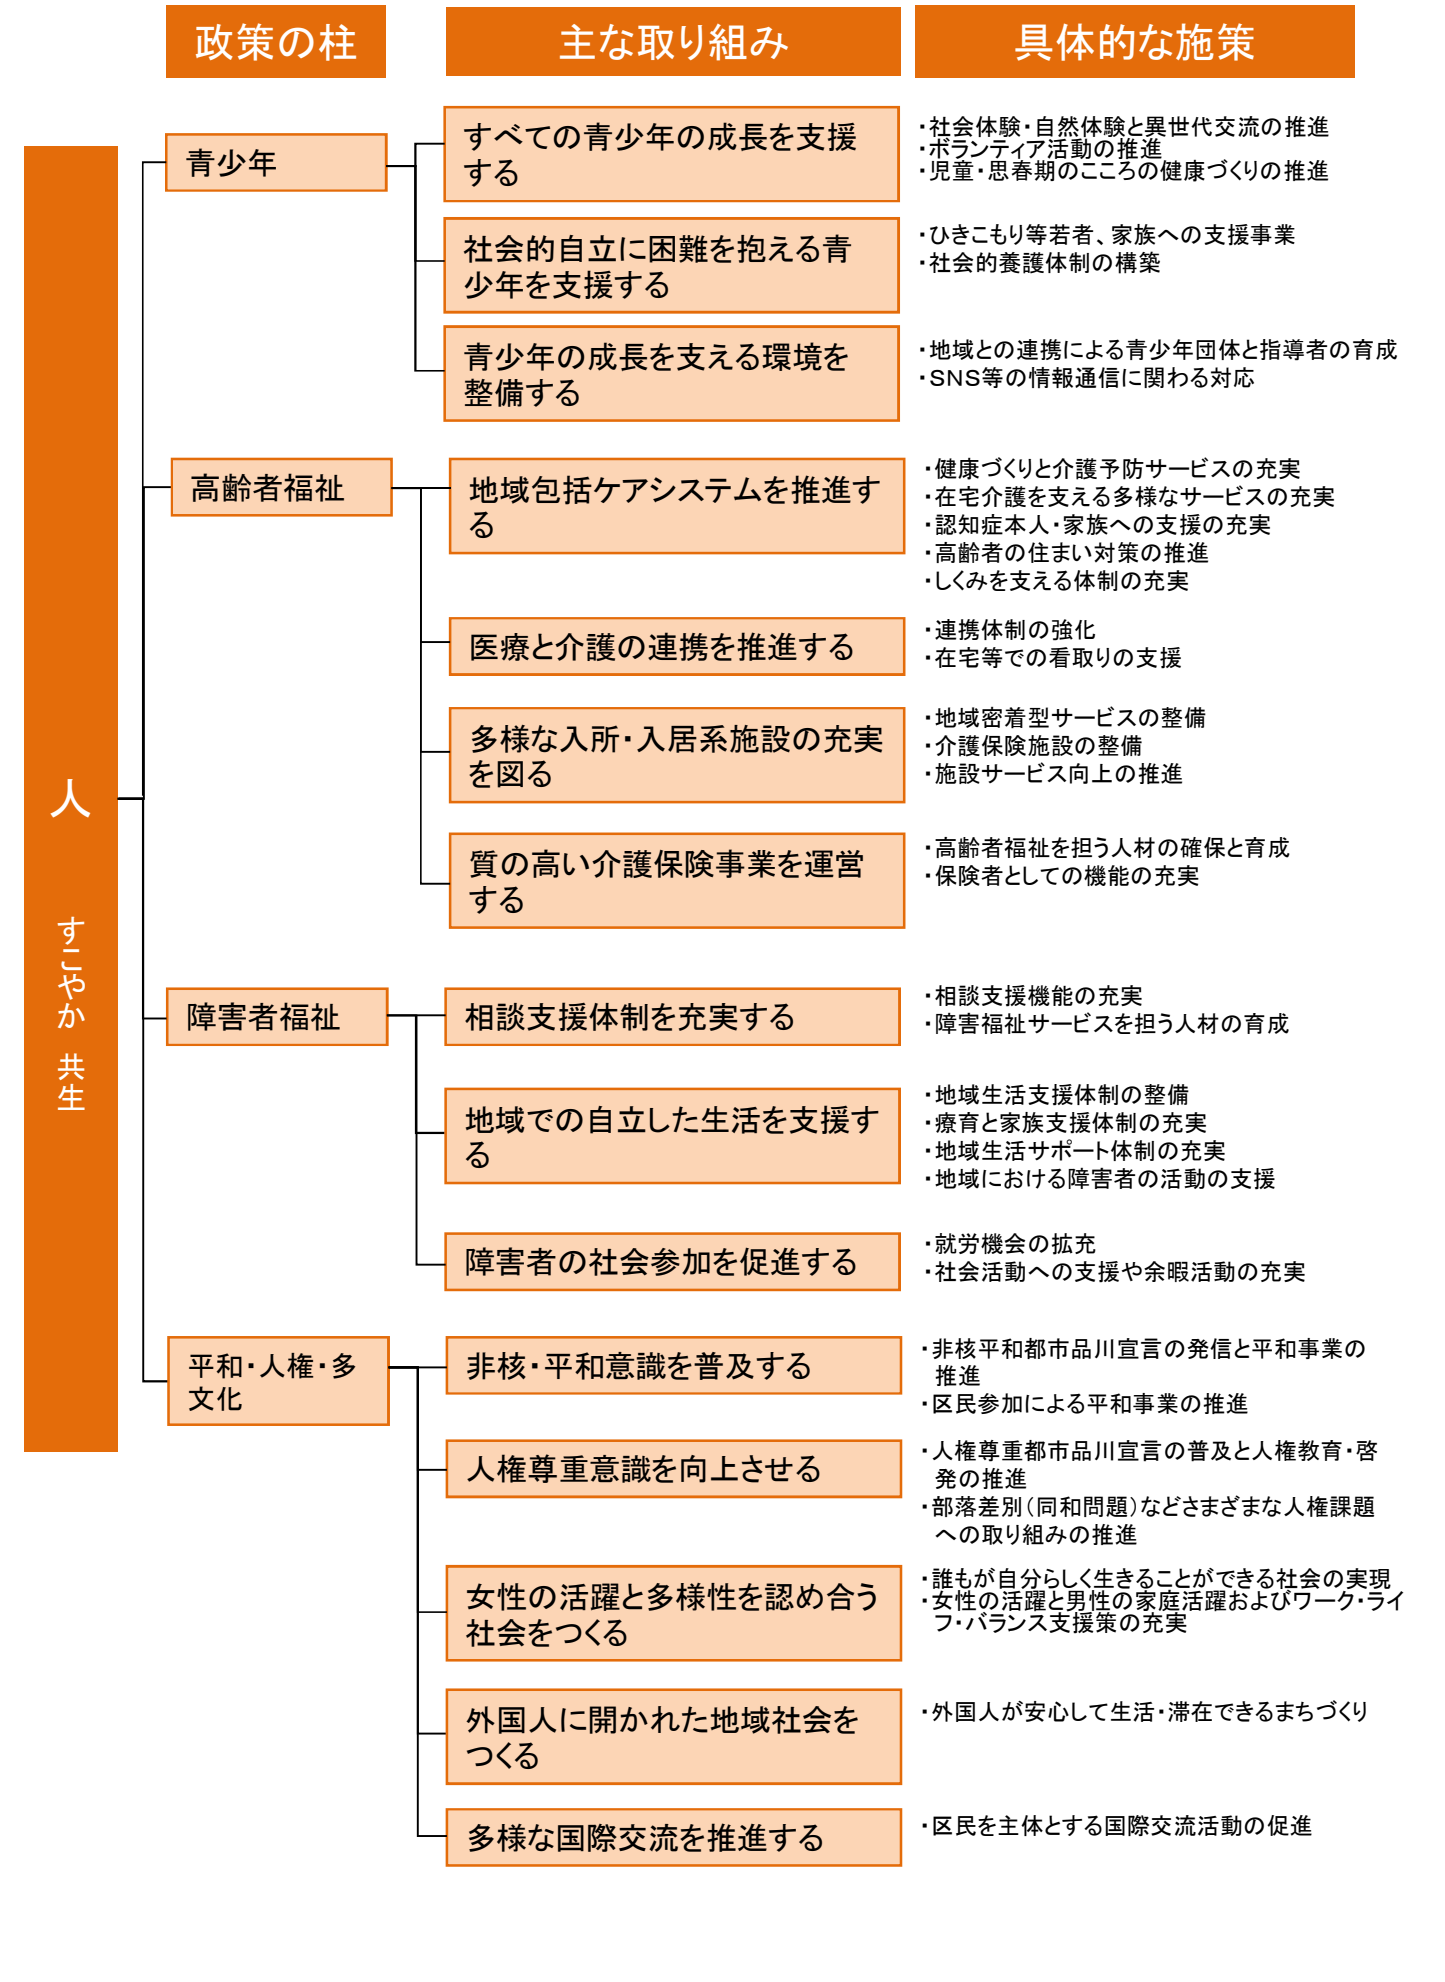 政策の柱
主な取り組み
具体的な施策
人
すこやか 共生
青少年
すべての青少年の成長を支援
する
・社会体験・自然体験と異世代交流の推進
・ボランティア活動の推進
・児童・思春期のこころの健康づくりの推進
社会的自立に困難を抱える青
少年を支援する
・ひきこもり等若者、家族への支援事業
・社会的養護体制の構築
青少年の成長を支える環境を
整備する
・地域との連携による青少年団体と指導者の育成
・SNS等の情報通信に関わる対応
高齢者福祉
地域包括ケアシステムを推進す
る
・健康づくりと介護予防サービスの充実
・在宅介護を支える多様なサービスの充実
・認知症本人・家族への支援の充実
・高齢者の住まい対策の推進
・しくみを支える体制の充実
医療と介護の連携を推進する
・連携体制の強化
・在宅等での看取りの支援
多様な入所・入居系施設の充実
を図る
・地域密着型サービスの整備
・介護保険施設の整備
・施設サービス向上の推進
質の高い介護保険事業を運営
する
・高齢者福祉を担う人材の確保と育成
・保険者としての機能の充実
障害者福祉
相談支援体制を充実する
・相談支援機能の充実
・障害福祉サービスを担う人材の育成
地域での自立した生活を支援す
る
・地域生活支援体制の整備
・療育と家族支援体制の充実
・地域生活サポート体制の充実
・地域における障害者の活動の支援
障害者の社会参加を促進する
・就労機会の拡充
・社会活動への支援や余暇活動の充実
平和・人権・多
文化
非核・平和意識を普及する
・非核平和都市品川宣言の発信と平和事業の
推進
・区民参加による平和事業の推進
人権尊重意識を向上させる
・人権尊重都市品川宣言の普及と人権教育・啓
発の推進
・部落差別（同和問題）などさまざまな人権課題
への取り組みの推進
女性の活躍と多様性を認め合う
社会をつくる
・誰もが自分らしく生きることができる社会の実現
・女性の活躍と男性の家庭活躍およびワーク・ライ
フ・バランス支援策の充実
外国人に開かれた地域社会を
つくる
・外国人が安心して生活・滞在できるまちづくり
多様な国際交流を推進する
・区民を主体とする国際交流活動の促進